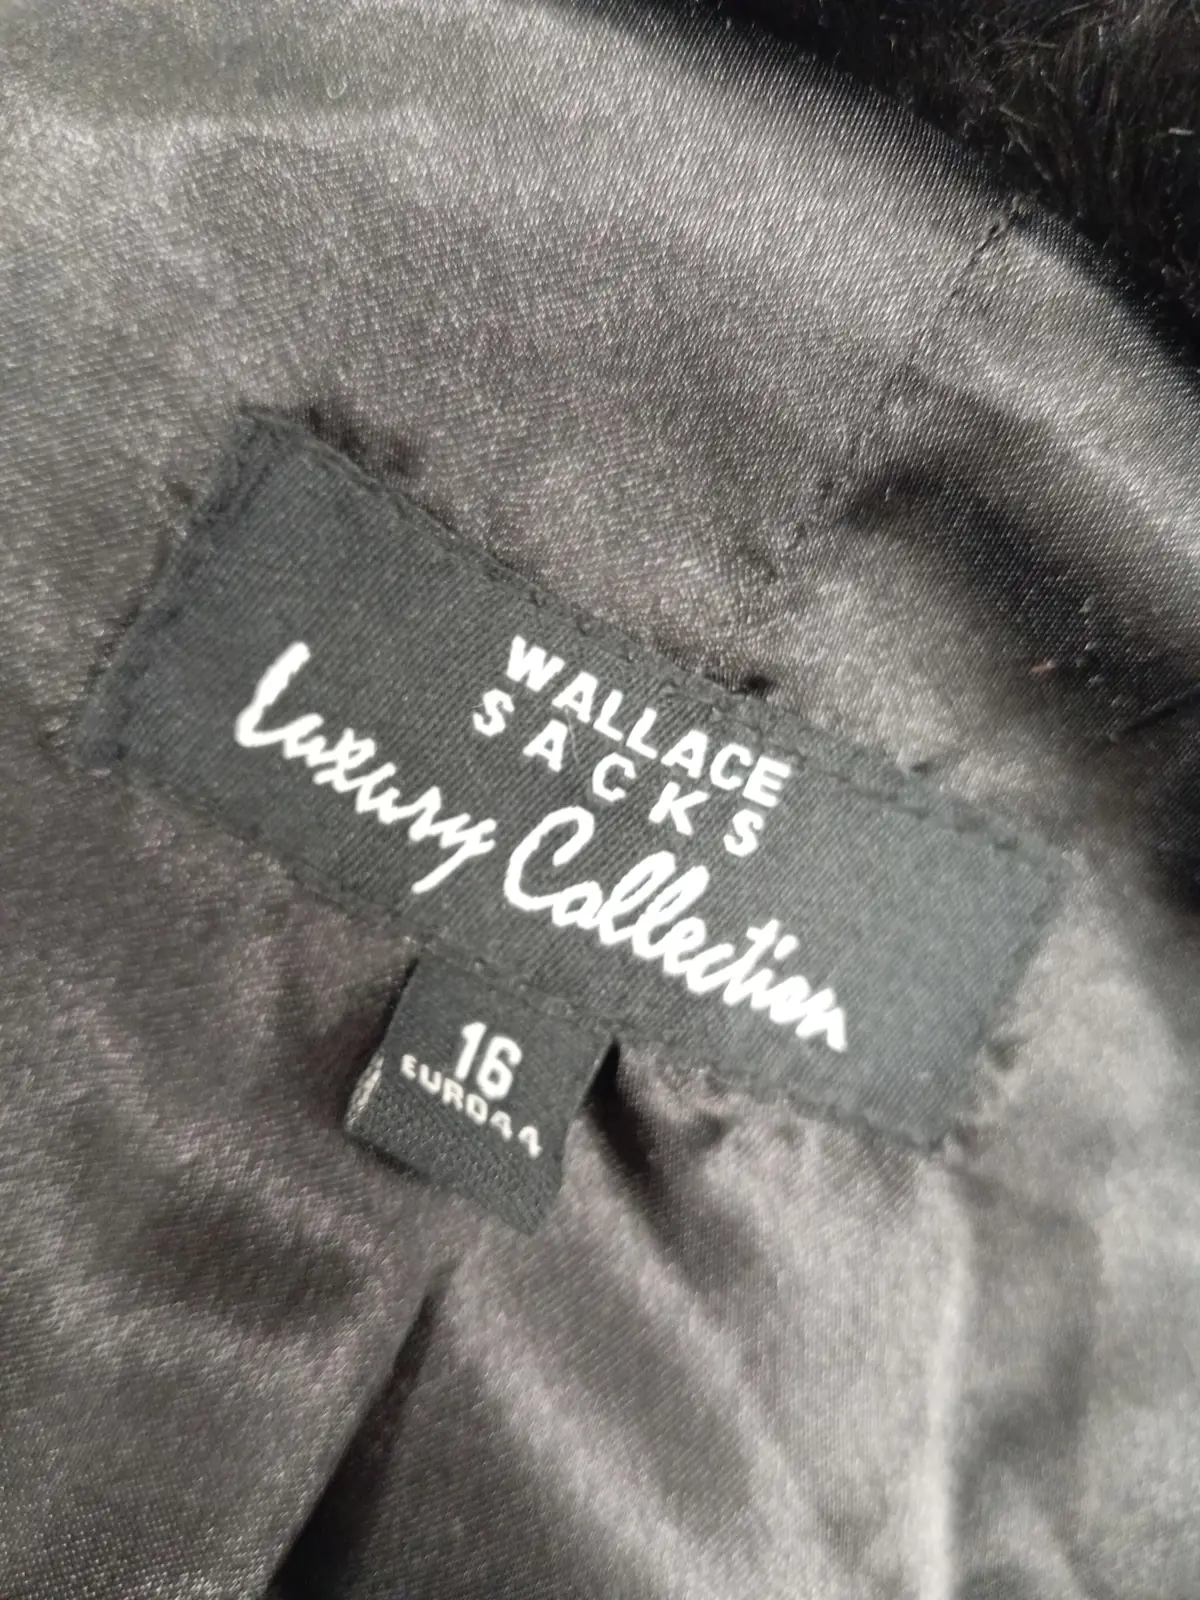 WALLACE
SACKS
Luxury Collection
16
EURO44